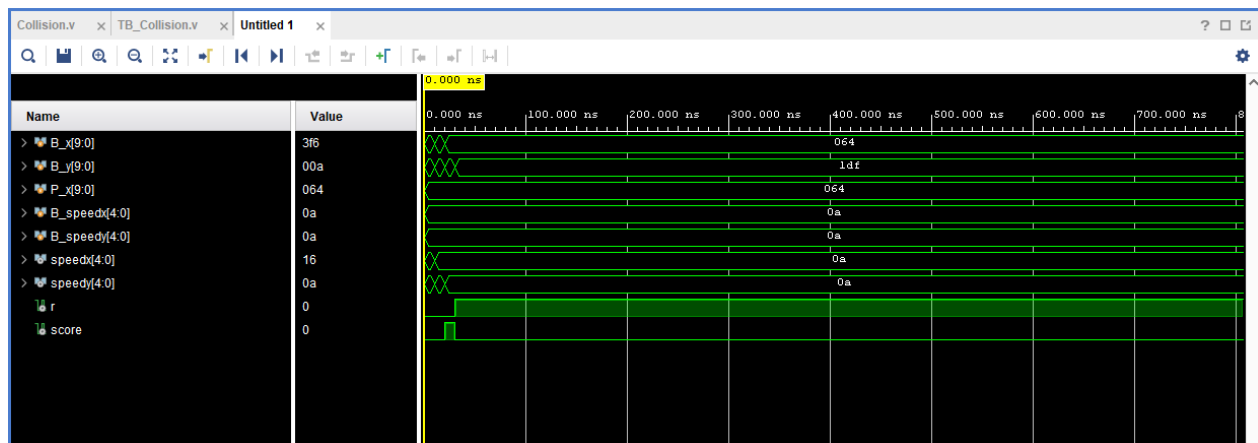 Collision.v × TB_Collision.v × Untitled 1 ×
0.000 ns
Name Value
0.000 ns 100.000 ns 200.000 ns 300.000 ns 400.000 ns 500.000 ns 600.000 ns 700.000 ns 8
> B_x[9:0] 3f6 064
> B_y[9:0] 00a 1df
> P_x[9:0] 064 064
> B_speedx[4:0] 0a 0a
> B_speedy[4:0] 0a 0a
> speedx[4:0] 16 0a
> speedy[4:0] 0a 0a
r 0
score 0